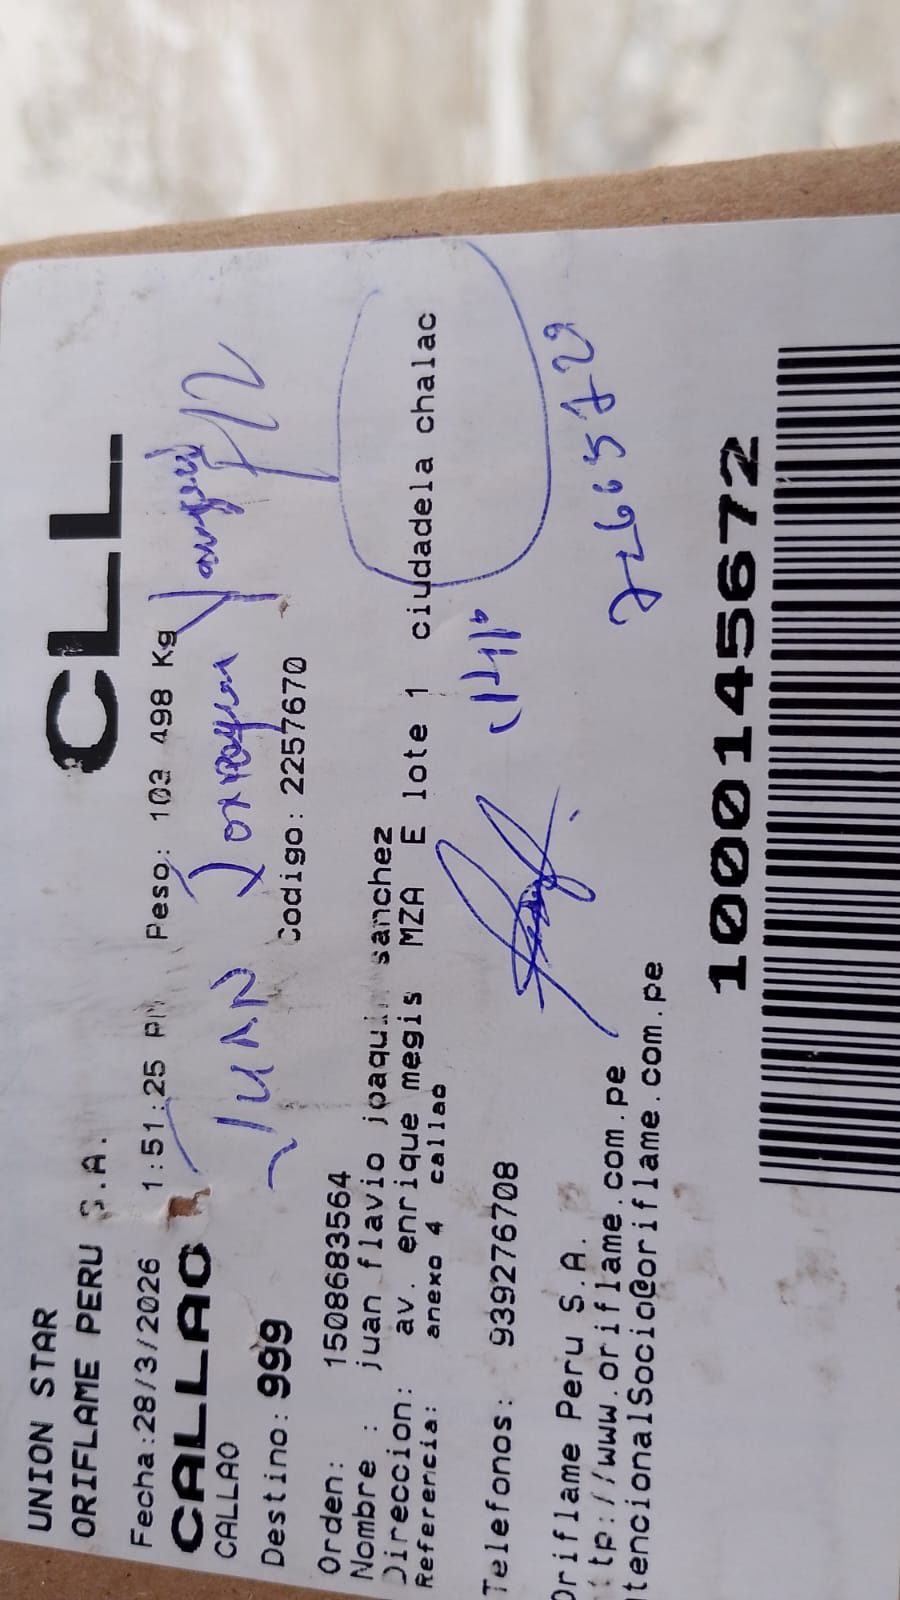 UNION STAR
ORIFLAME PERU S.A.
CLL
Fecha:28/3/2026 1:51:25 PM Peso: 103 498 Kg
CALLAO
CALLAO
JUAN Joaquin
Destino: 999 Codigo: 2257670
Orden: 1508683564
Nombre : juan flavio joaquin sanchez
Direccion: av. enrique megis MZA E lote 1 ciudadela chalac
Referencia: anexo 4 callao
Telefonos: 939276708
Oriflame Peru S.A.
tp://www.oriflame.com.pe
tencionalSocio@oriflame.com.pe
1000145672